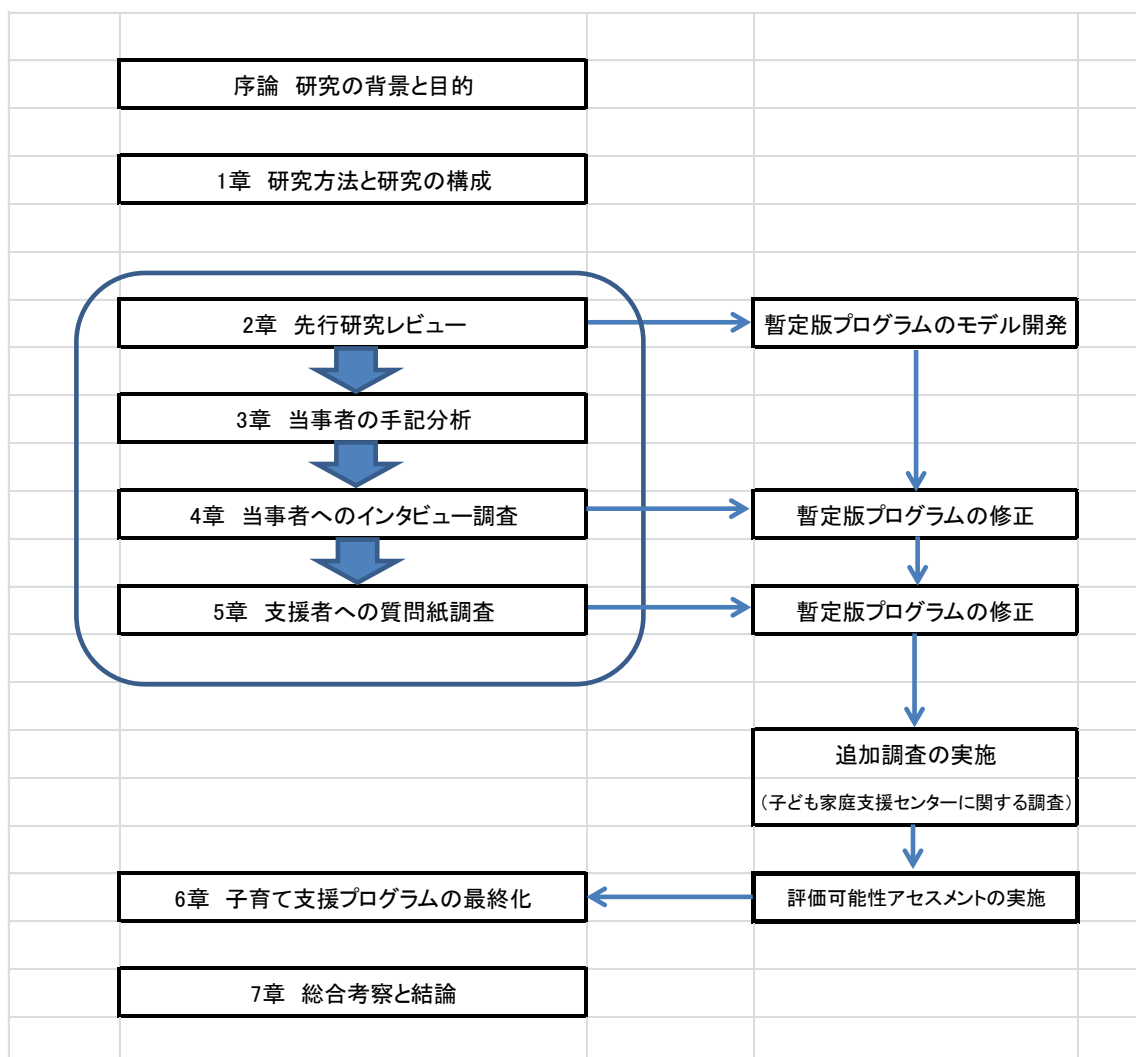 序論 研究の背景と目的
1章 研究方法と研究の構成
2章 先行研究レビュー
暫定版プログラムのモデル開発
3章 当事者の手記分析
4章 当事者へのインタビュー調査
暫定版プログラムの修正
5章 支援者への質問紙調査
暫定版プログラムの修正
追加調査の実施
(子ども家庭支援センターに関する調査)
6章 子育て支援プログラムの最終化
評価可能性アセスメントの実施
7章 総合考察と結論